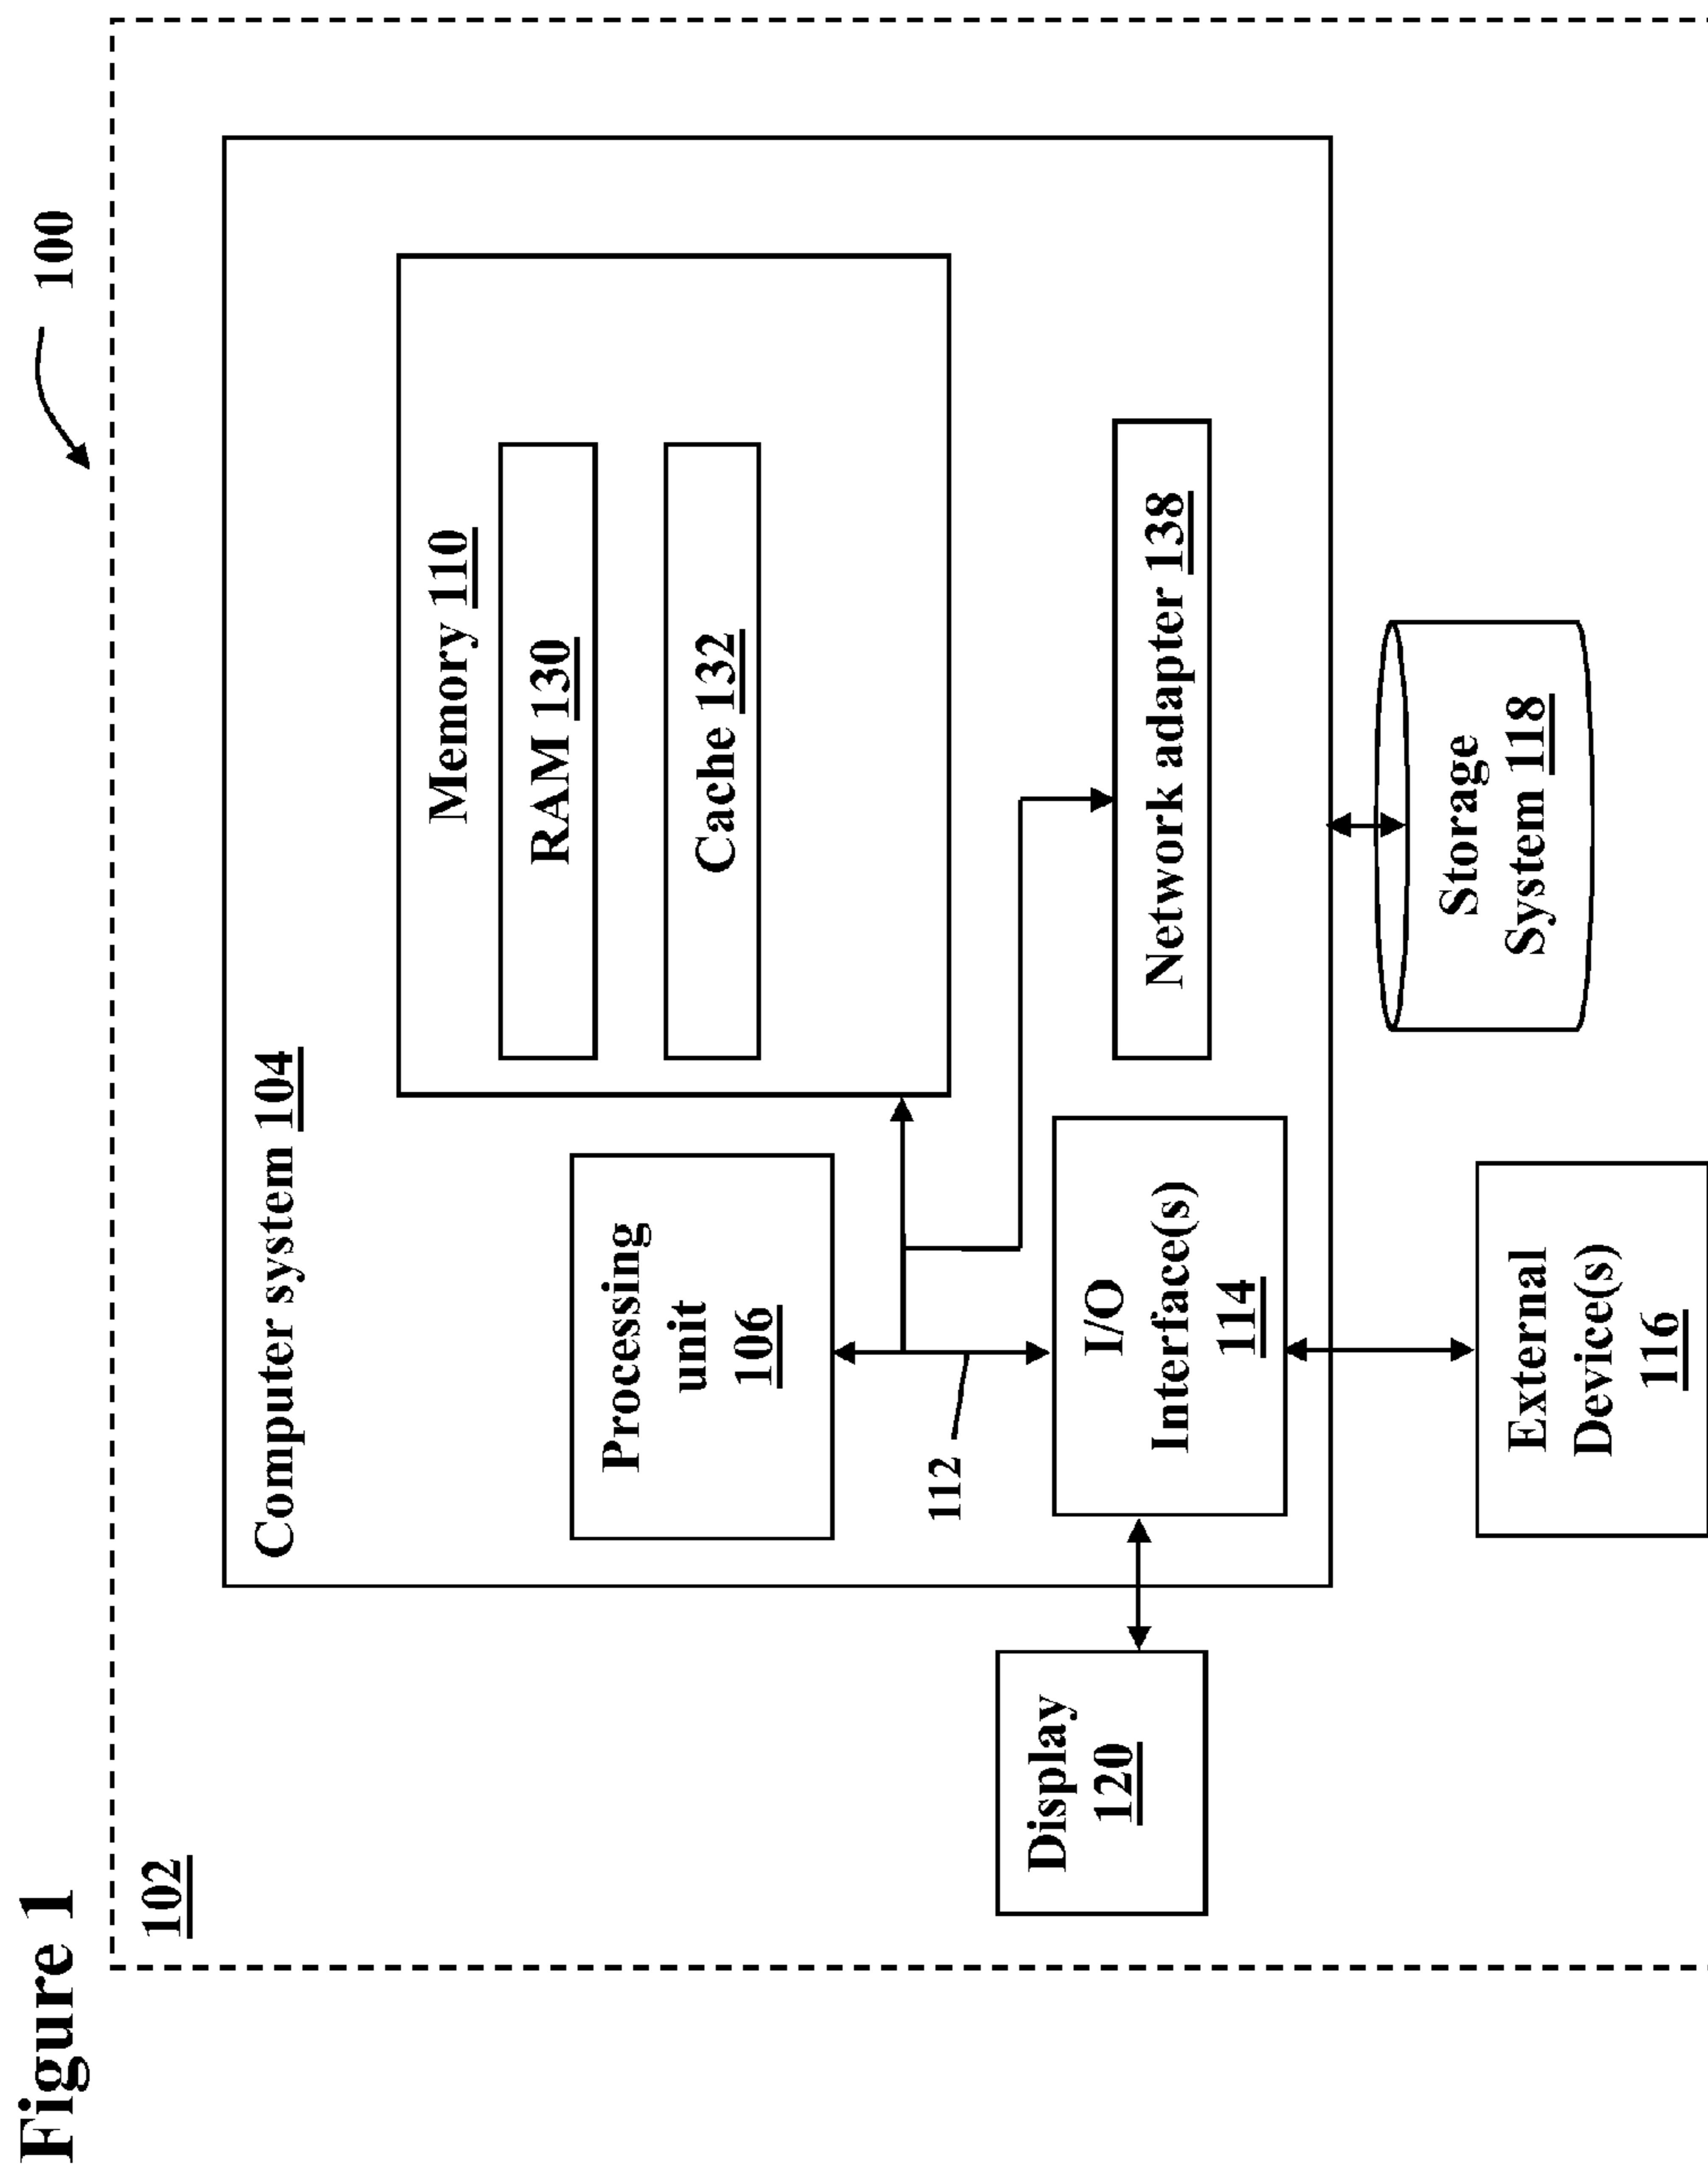 Figure 1
100
102
Computer system 104
Memory 110
RAM 130
Cache 132
Processing
unit
106
112
Display
120
I/O
Interface(s)
114
Network adapter 138
Storage
System 118
External
Device(s)
116